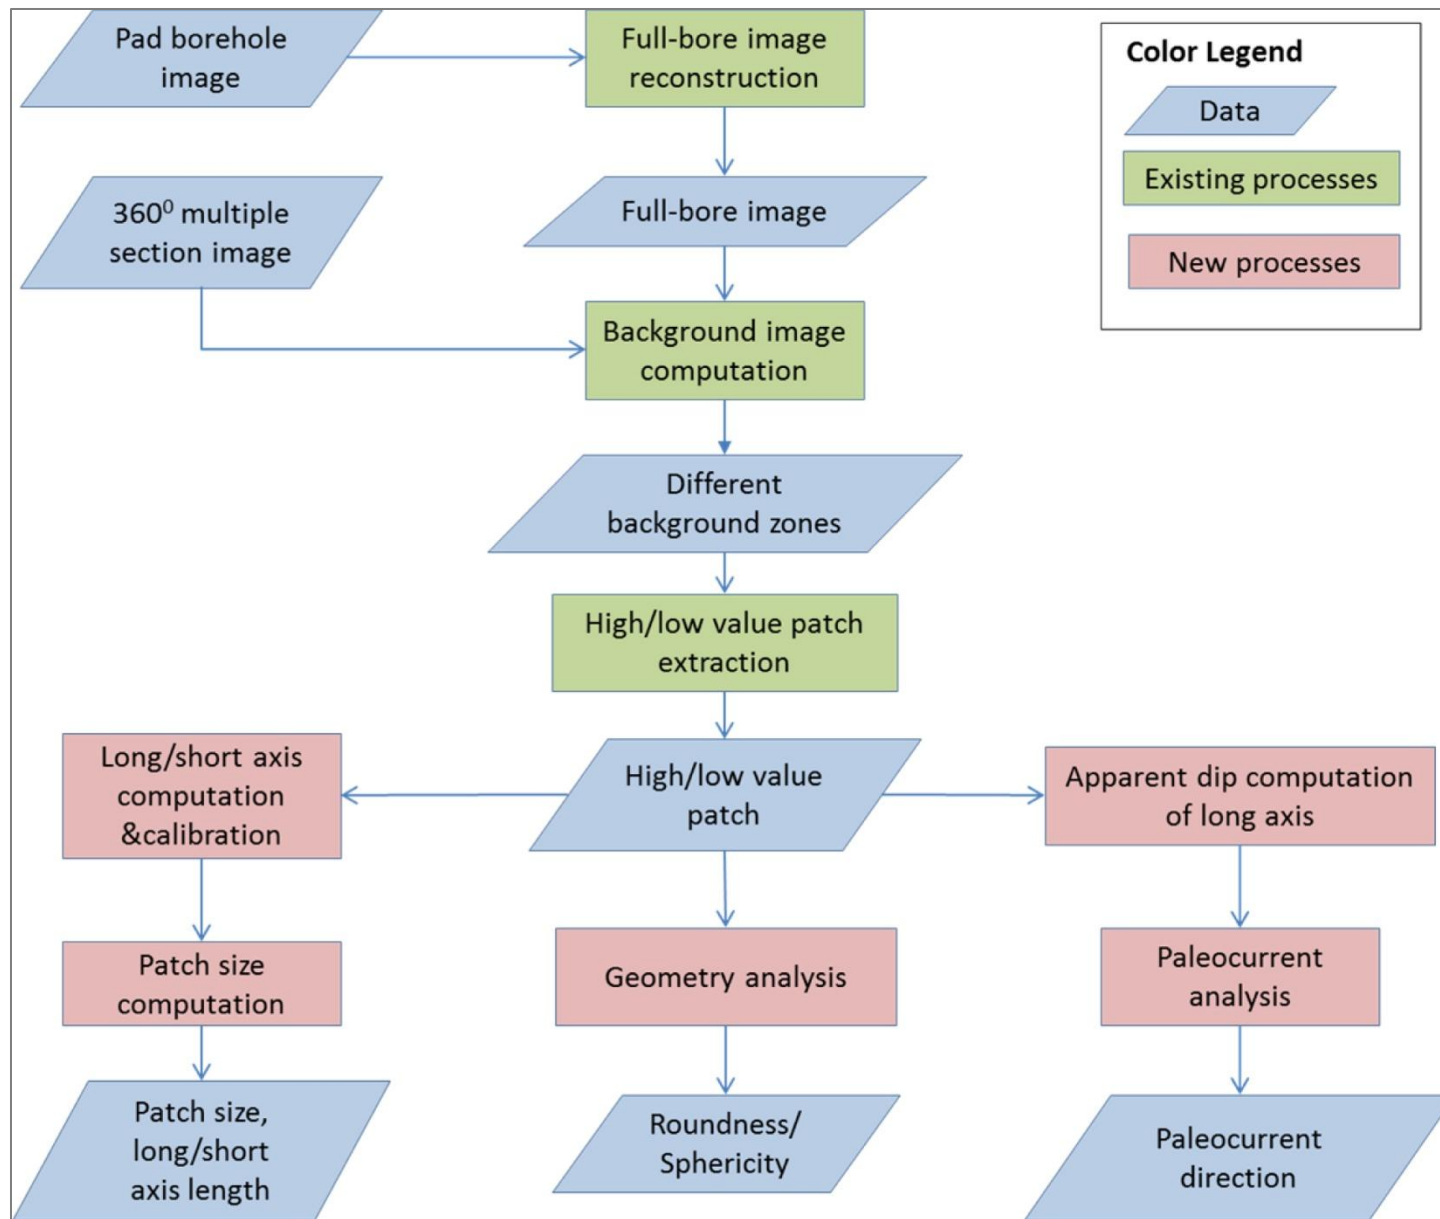 Pad borehole
image
Full-bore image
reconstruction
Color Legend
Data
Existing processes
New processes
360⁰ multiple
section image
Full-bore image
Background image
computation
Different
background zones
High/low value patch
extraction
Long/short axis
computation
&calibration
High/low value
patch
Apparent dip computation
of long axis
Patch size
computation
Geometry analysis
Paleocurrent
analysis
Patch size,
long/short
axis length
Roundness/
Sphericity
Paleocurrent
direction